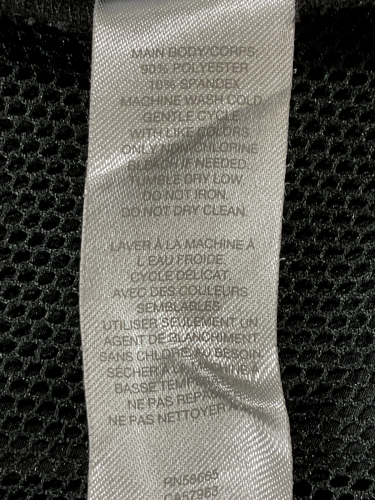 MAIN BODY/CORPS:
90% POLYESTER
10% SPANDEX
MACHINE WASH COLD
GENTLE CYCLE
WITH LIKE COLORS
ONLY NON-CHLORINE
BLEACH IF NEEDED.
TUMBLE DRY LOW
DO NOT IRON.
DO NOT DRY CLEAN.
LAVER À LA MACHINE À
L'EAU FROIDE,
CYCLE DÉLICAT,
AVEC DES COULEURS
SEMBLABLES
UTILISER SEULEMENT UN
AGENT DE BLANCHIMENT
SANS CHLORE AU BESOIN
SÉCHER À LA MACHINE À
BASSE
NE PAS
NE PAS NETTOYER À